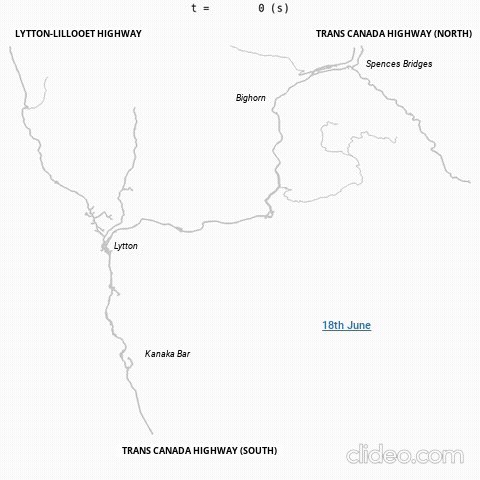 t = 0 (s)
LYTTON-LILLOOET HIGHWAY
TRANS CANADA HIGHWAY (NORTH)
Spences Bridges
Bighorn
Lytton
18th June
Kanaka Bar
TRANS CANADA HIGHWAY (SOUTH)
clideo.com